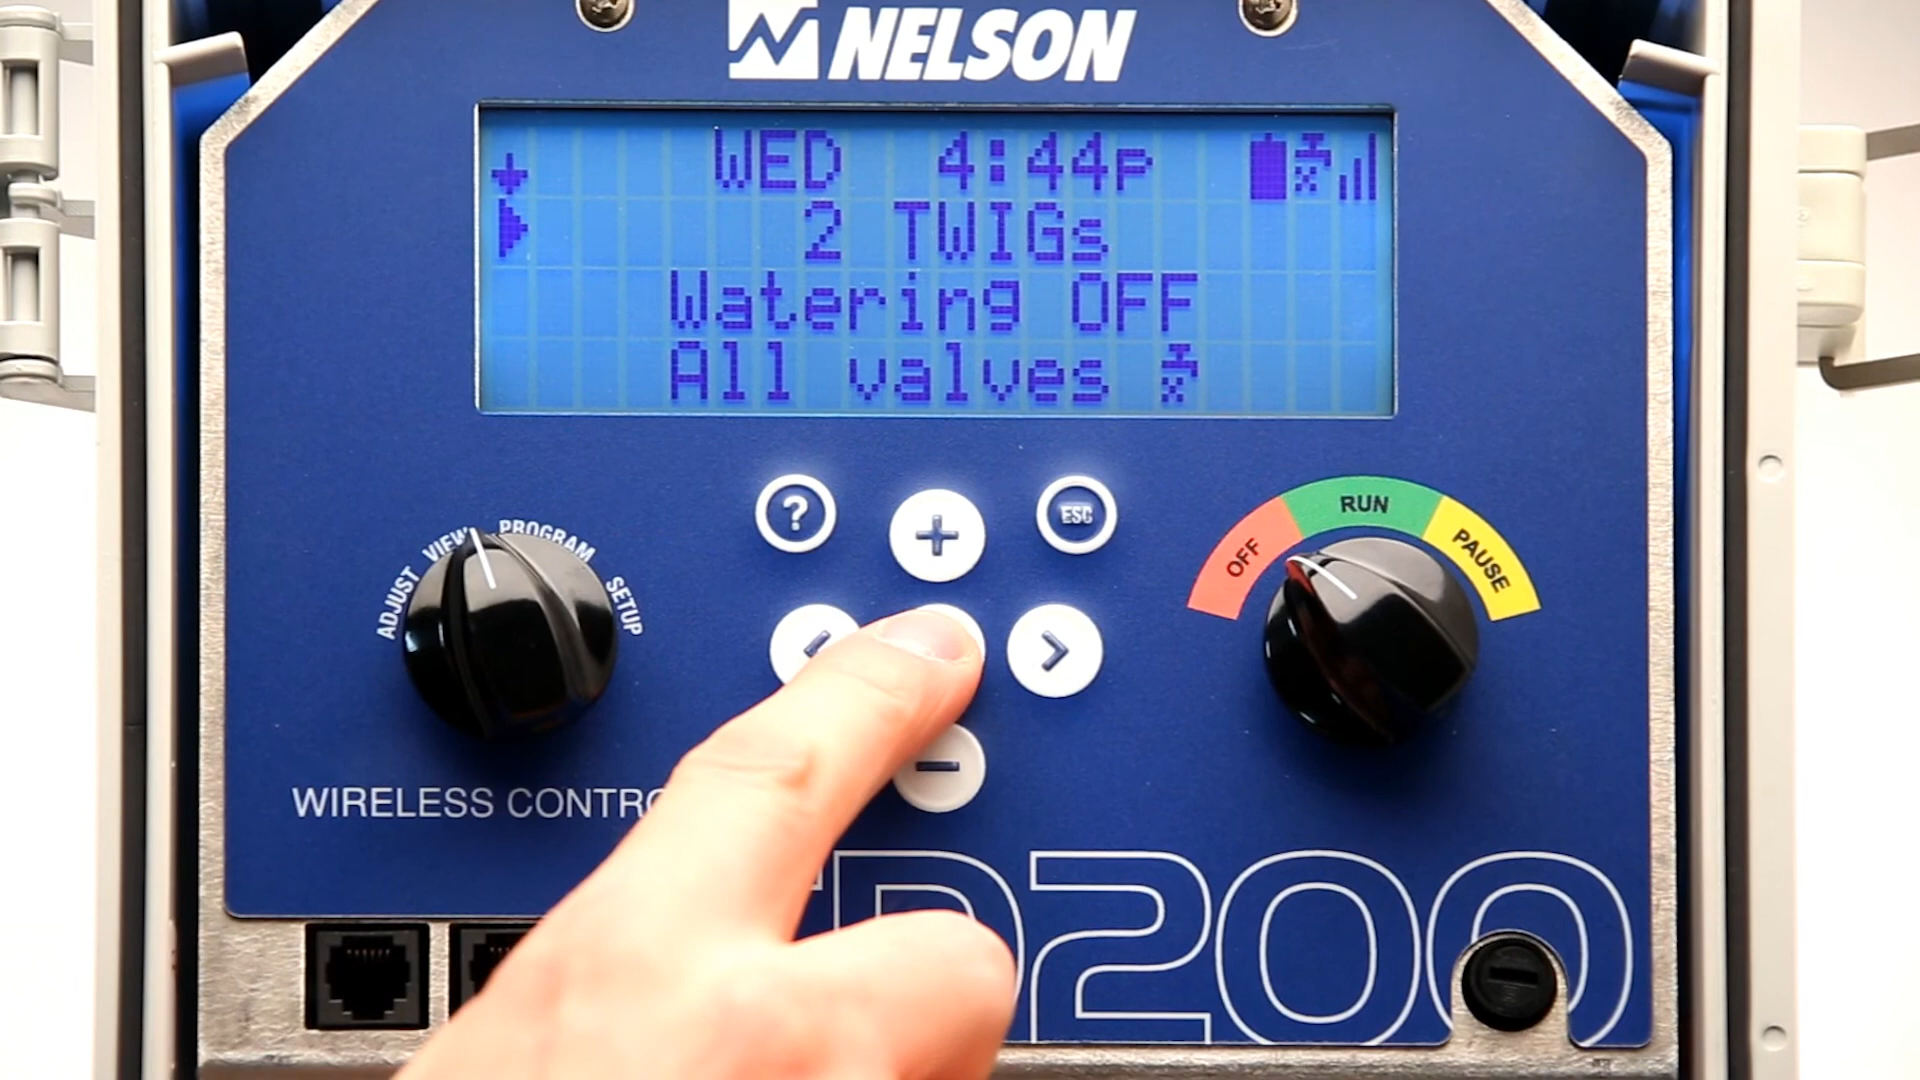 NELSON
WED 4:44p
2 TWIGs
Watering OFF
All valves
?
+
ESC
<
>
−
ADJUST
VIEW
PROGRAM
SETUP
OFF
RUN
PAUSE
WIRELESS
D200